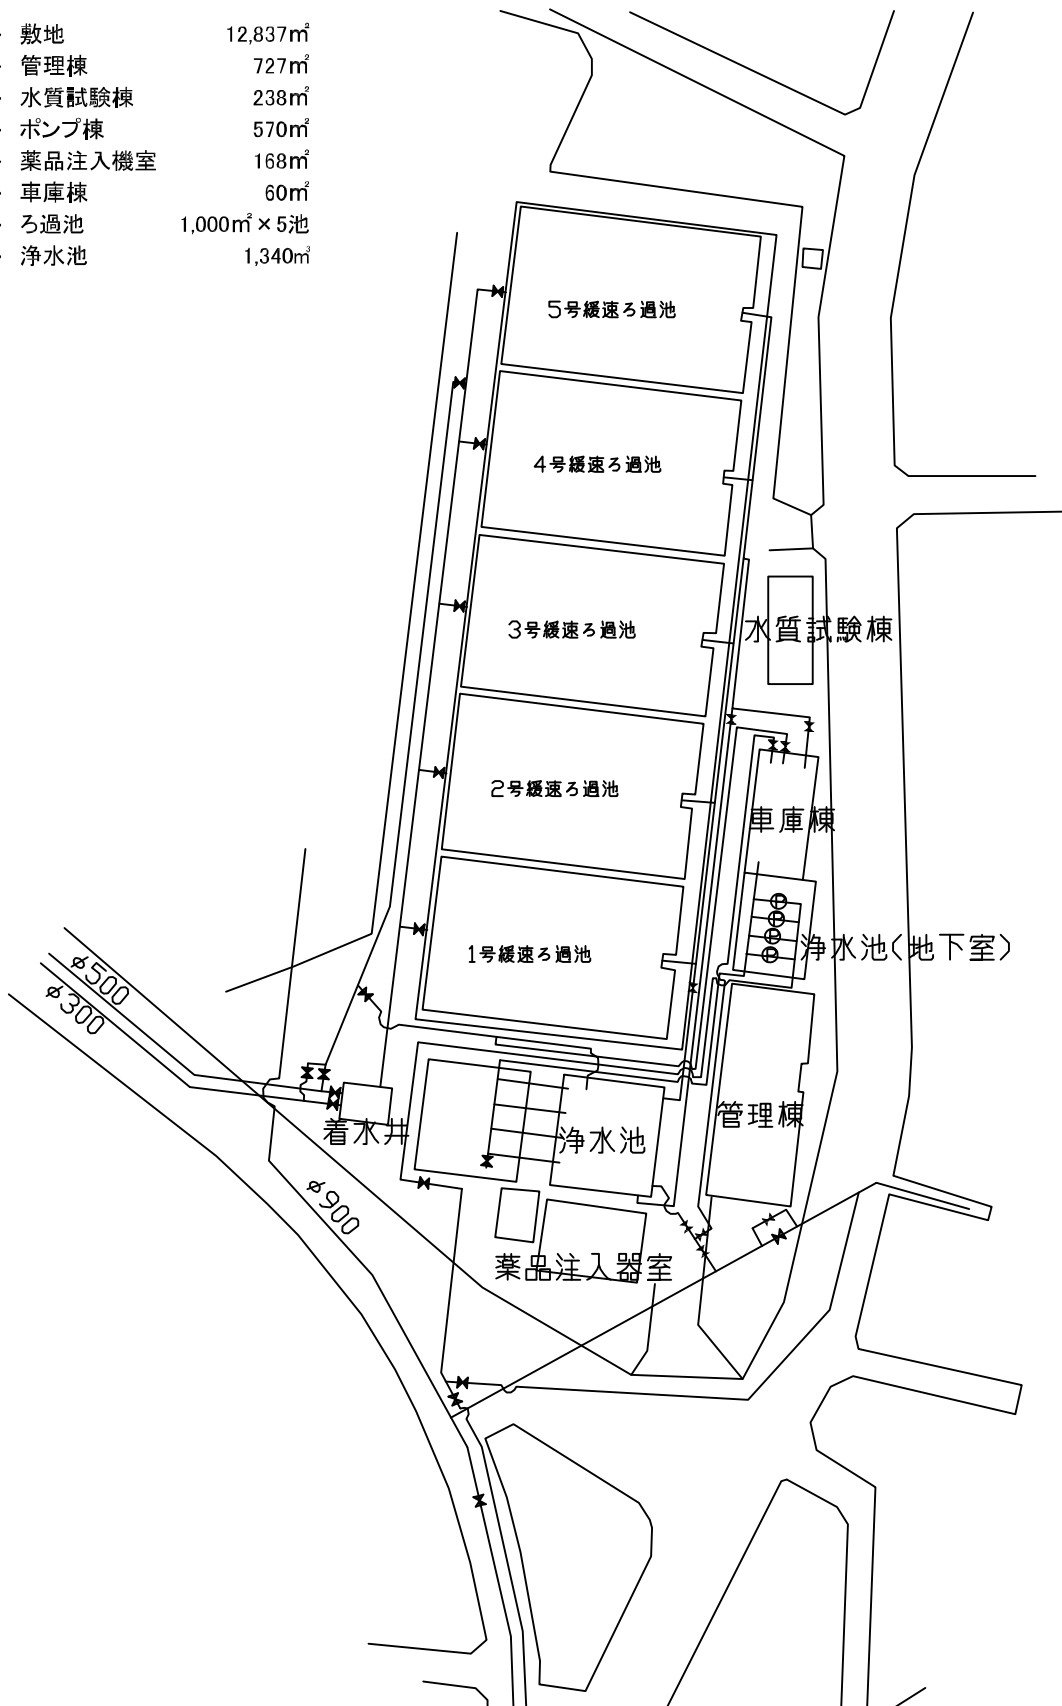 敷地 12,837㎡
管理棟 727㎡
水質試験棟 238㎡
ポンプ棟 570㎡
薬品注入機室 168㎡
車庫棟 60㎡
ろ過池 1,000㎡×5池
浄水池 1,340㎥
5号緩速ろ過池
4号緩速ろ過池
3号緩速ろ過池
水質試験棟
2号緩速ろ過池
車庫棟
1号緩速ろ過池
P
P
P
P
浄水池(地下室)
φ500
φ300
管理棟
着水井
浄水池
φ900
薬品注入器室